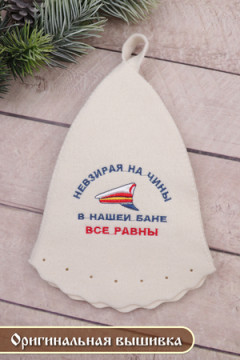 НЕВЗИРАЯ НА ЧИНЫ
В НАШЕЙ БАНЕ
ВСЕ РАВНЫ
Оригинальная вышивка